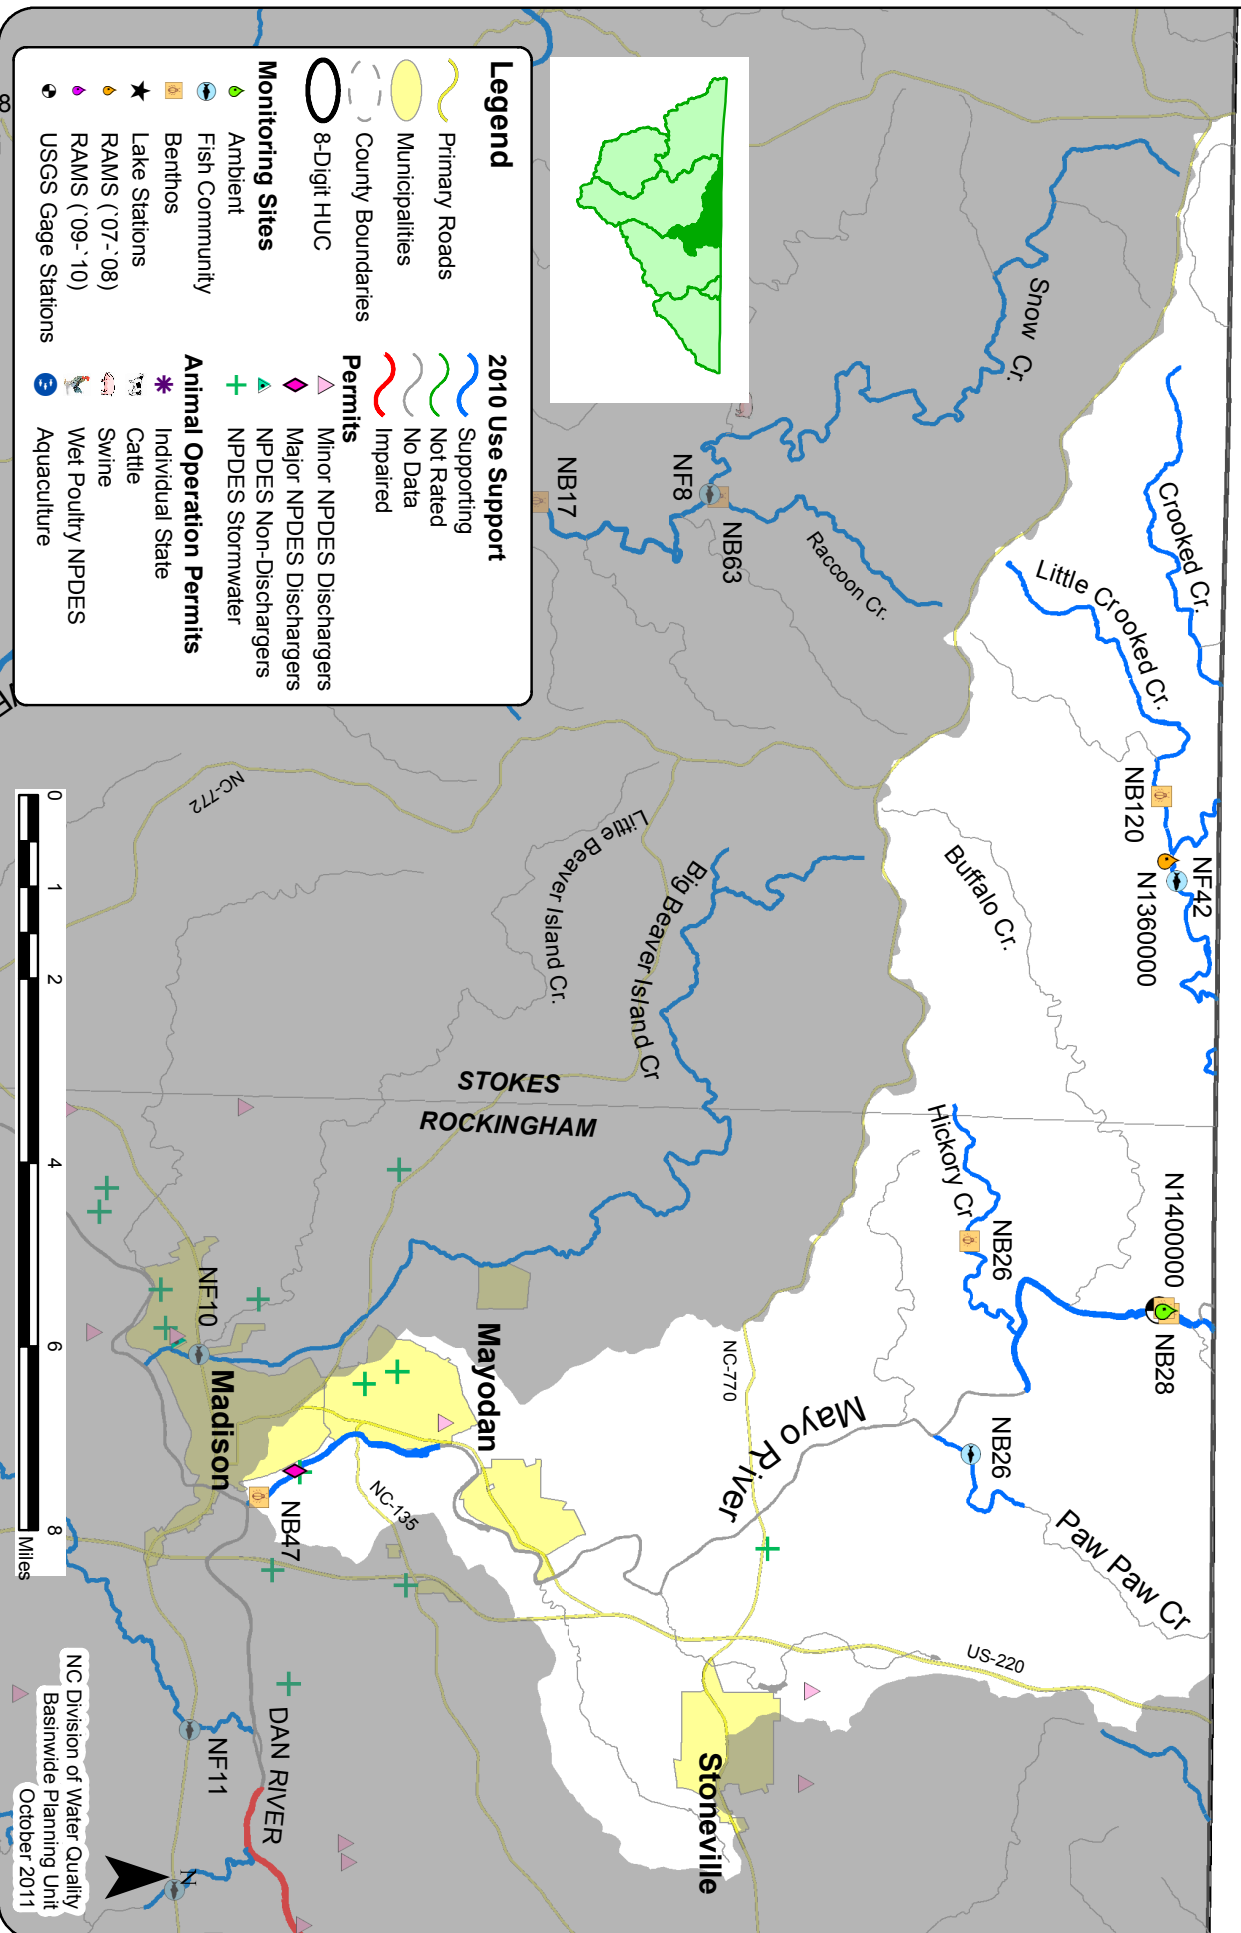 Legend
Primary Roads
Municipalities
County Boundaries
8-Digit HUC
Monitoring Sites
Ambient
Fish Community
Benthos
Lake Stations
RAMS (`07-`08)
RAMS (`09-`10)
USGS Gage Stations
2010 Use Support
Supporting
Not Rated
No Data
Impaired
Permits
Minor NPDES Dischargers
Major NPDES Dischargers
NPDES Non-Dischargers
NPDES Stormwater
Animal Operation Permits
Individual State
Cattle
Swine
Wet Poultry NPDES
Aquaculture
8
Snow Cr.
Crooked Cr.
Little Crooked Cr.
Raccoon Cr.
NF8
NB63
NB17
NB120
NF42
N1360000
Buffalo Cr.
NC-772
Little Beaver Island Cr.
Big Beaver Island Cr
STOKES
ROCKINGHAM
Hickory Cr
NB26
N1400000
NB28
NB26
Paw Paw Cr
Mayo River
NC-770
US-220
NC-135
Mayodan
Madison
Stoneville
NF10
NB47
NF11
DAN RIVER
0 1 2 4 6 8
Miles
N
NC Division of Water Quality
Basinwide Planning Unit
October 2011